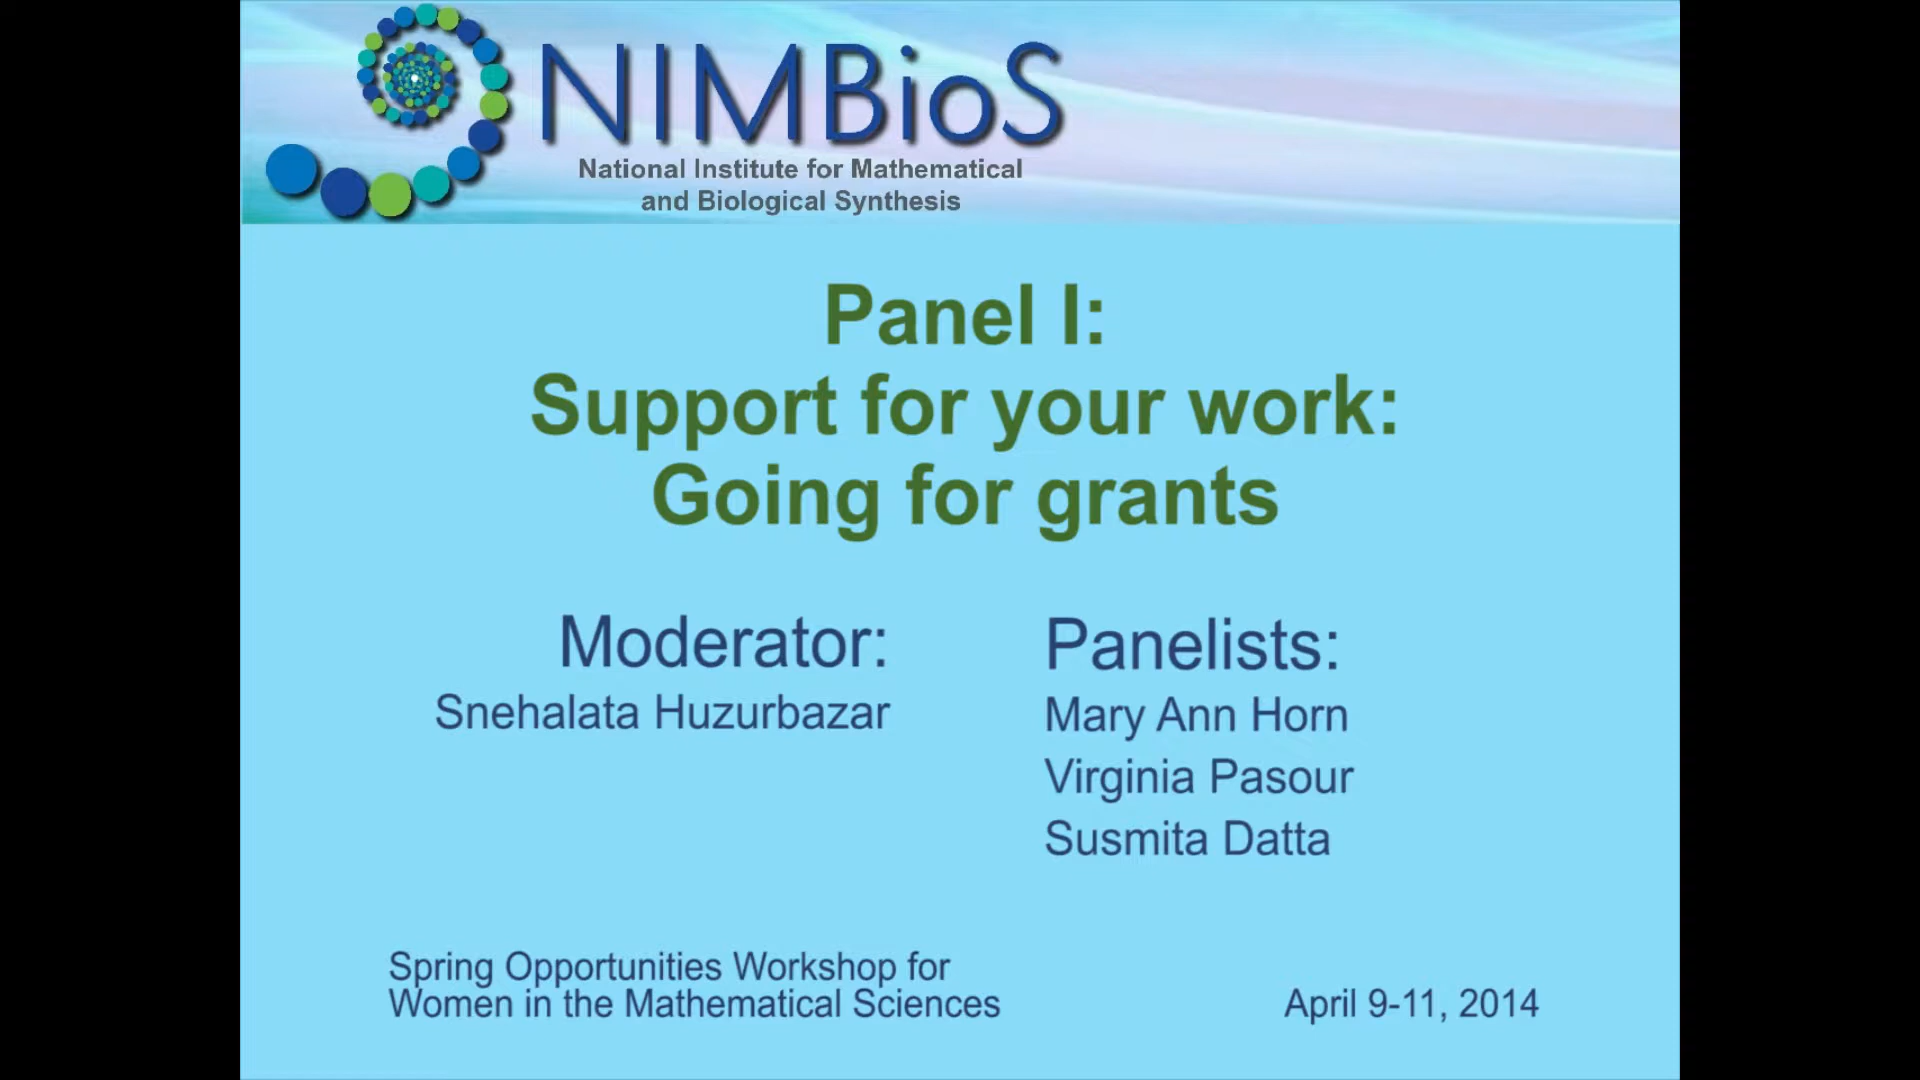 NIMBioS
National Institute for Mathematical
and Biological Synthesis
Panel I:
Support for your work:
Going for grants
Moderator:
Snehalata Huzurbazar
Panelists:
Mary Ann Horn
Virginia Pasour
Susmita Datta
Spring Opportunities Workshop for
Women in the Mathematical Sciences
April 9-11, 2014